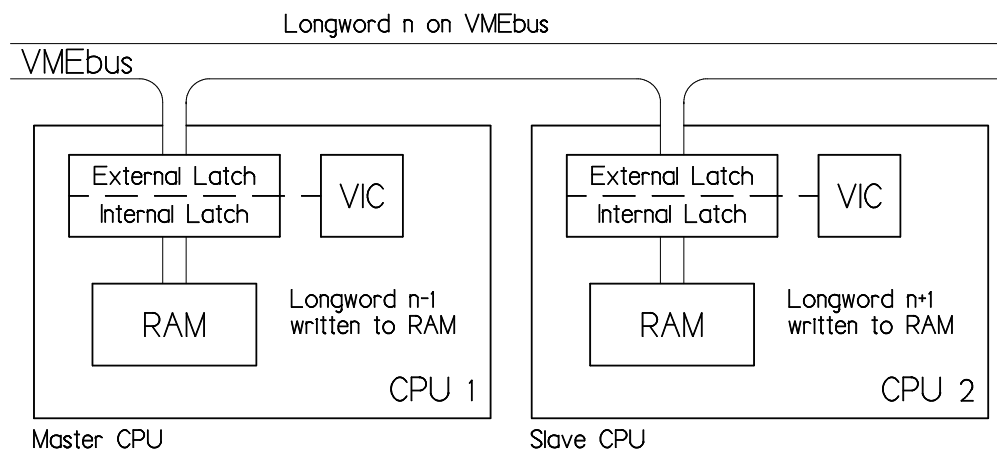 Longword n on VMEbus
VMEbus
External Latch
Internal Latch
VIC
RAM
Longword n-1
written to RAM
CPU 1
Master CPU
External Latch
Internal Latch
VIC
RAM
Longword n+1
written to RAM
CPU 2
Slave CPU